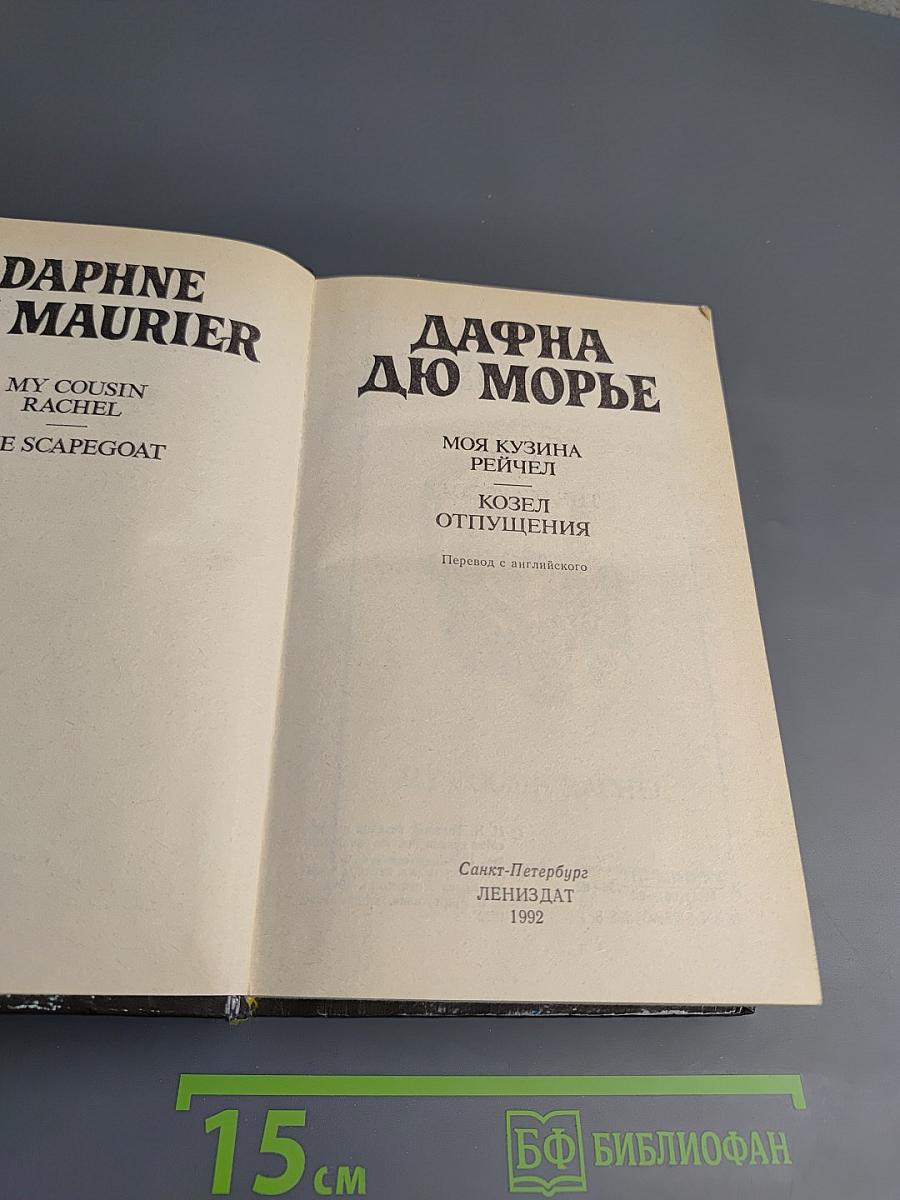 DAPHNE
MAURIER
MY COUSIN
RACHEL
E SCAPEGOAT
ДАФНА
ДЮ МОРЬЕ
МОЯ КУЗИНА
РЕЙЧЕЛ
КОЗЕЛ
ОТПУЩЕНИЯ
Перевод с английского
Санкт-Петербург
ЛЕНИЗДАТ
1992
15 см
БФ БИБЛИОФАН